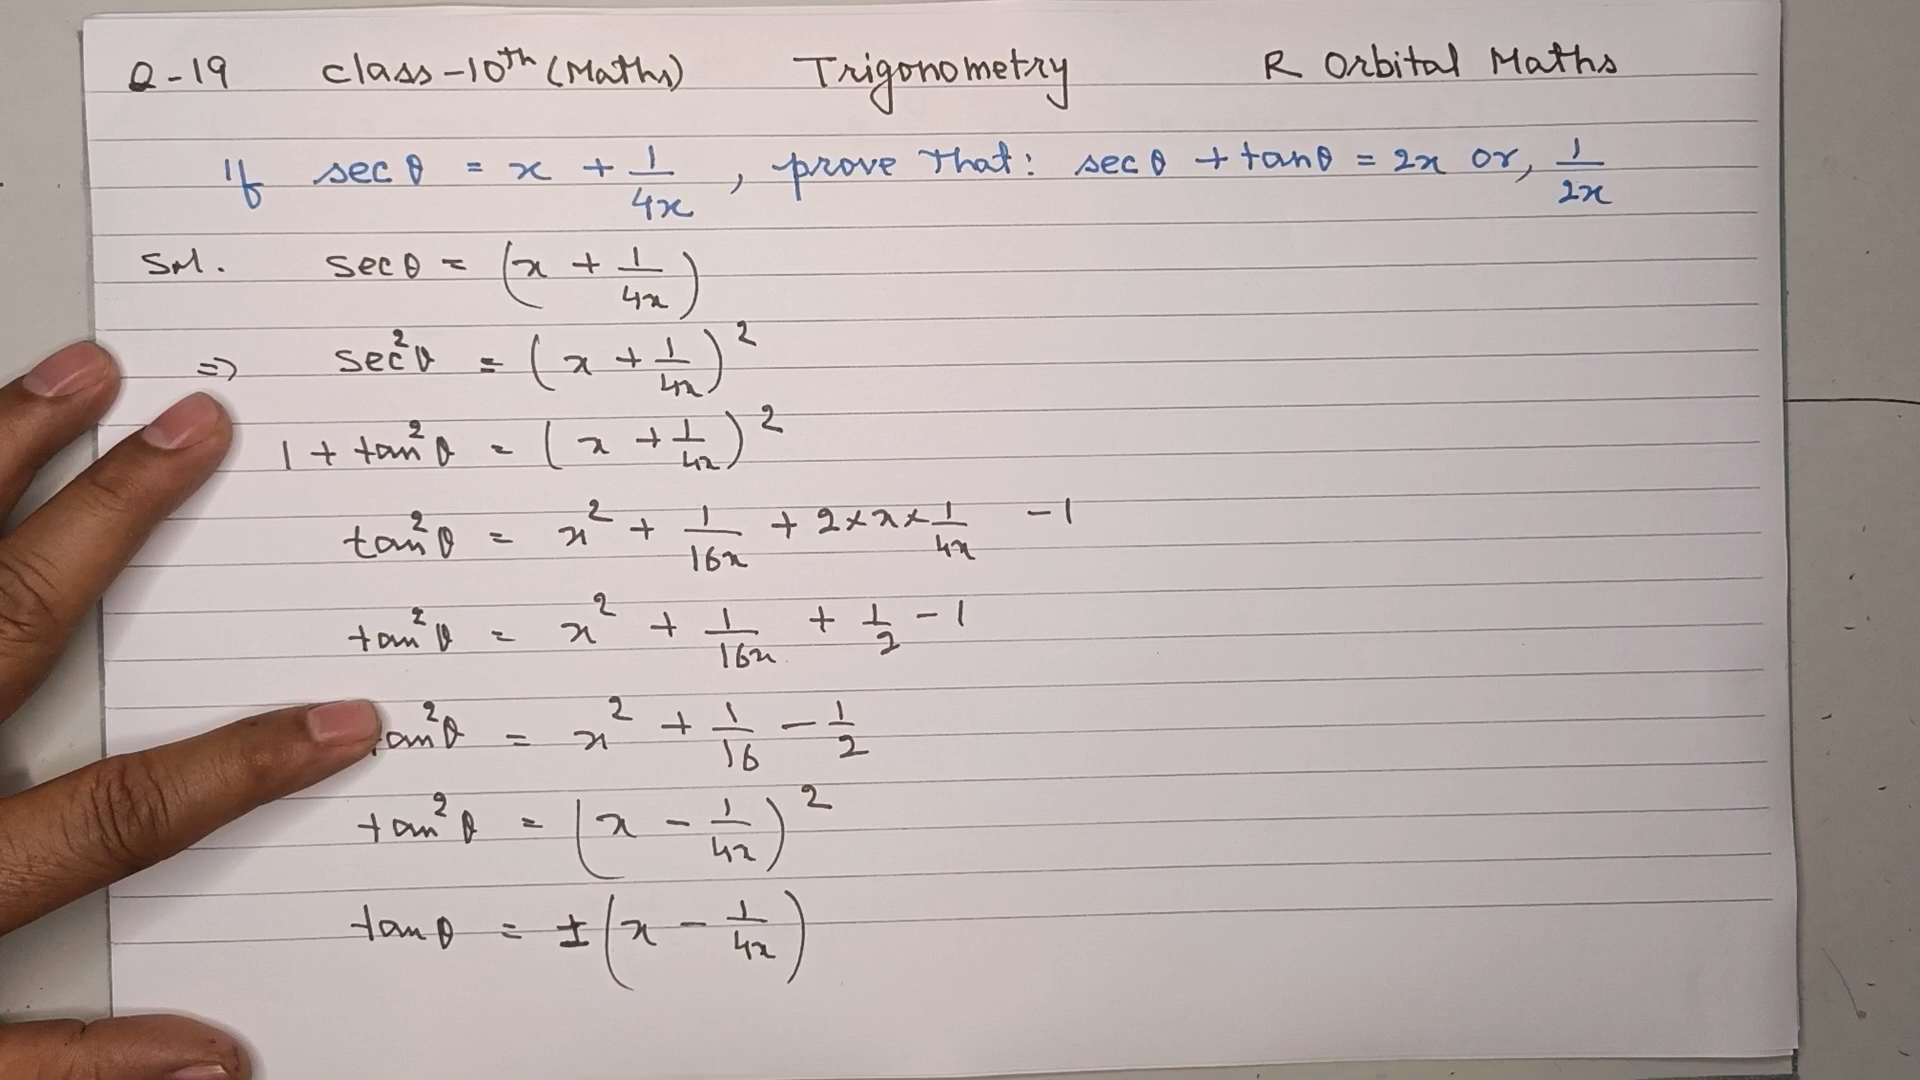 Q-19 class-10th (Maths) Trigonometry R Orbital Maths
If sec θ = x + 1/4x, prove that: sec θ + tan θ = 2x or, 1/2x
Sol. sec θ = (x + 1/4x)
⇒ sec²θ = (x + 1/4x)²
1 + tan²θ = (x + 1/4x)²
tan²θ = x² + 1/16x + 2×x×1/4x - 1
tan²θ = x² + 1/16x + 1/2 - 1
tan²θ = x² + 1/16 - 1/2
tan²θ = (x - 1/4x)²
tan θ = ±(x - 1/4x)